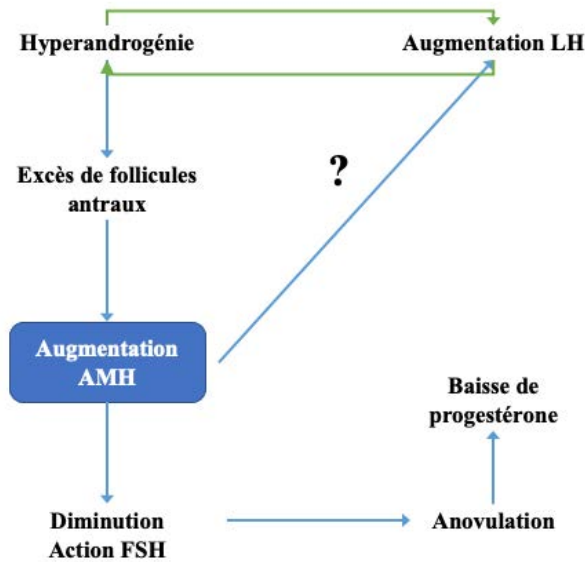 Hyperandrogénie
Augmentation LH
Excès de follicules
antraux
?
Augmentation
AMH
Baisse de
progestérone
Diminution
Action FSH
Anovulation